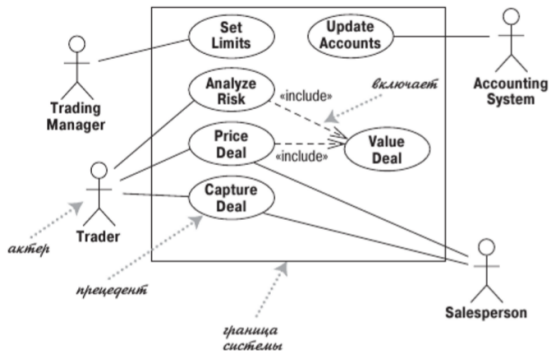 Set
Limits
Update
Accounts
Trading
Manager
Analyze
Risk
«include»
включает
Accounting
System
Price
Deal
«include»
Value
Deal
Capture
Deal
Trader
актер
прецедент
граница
системы
Salesperson